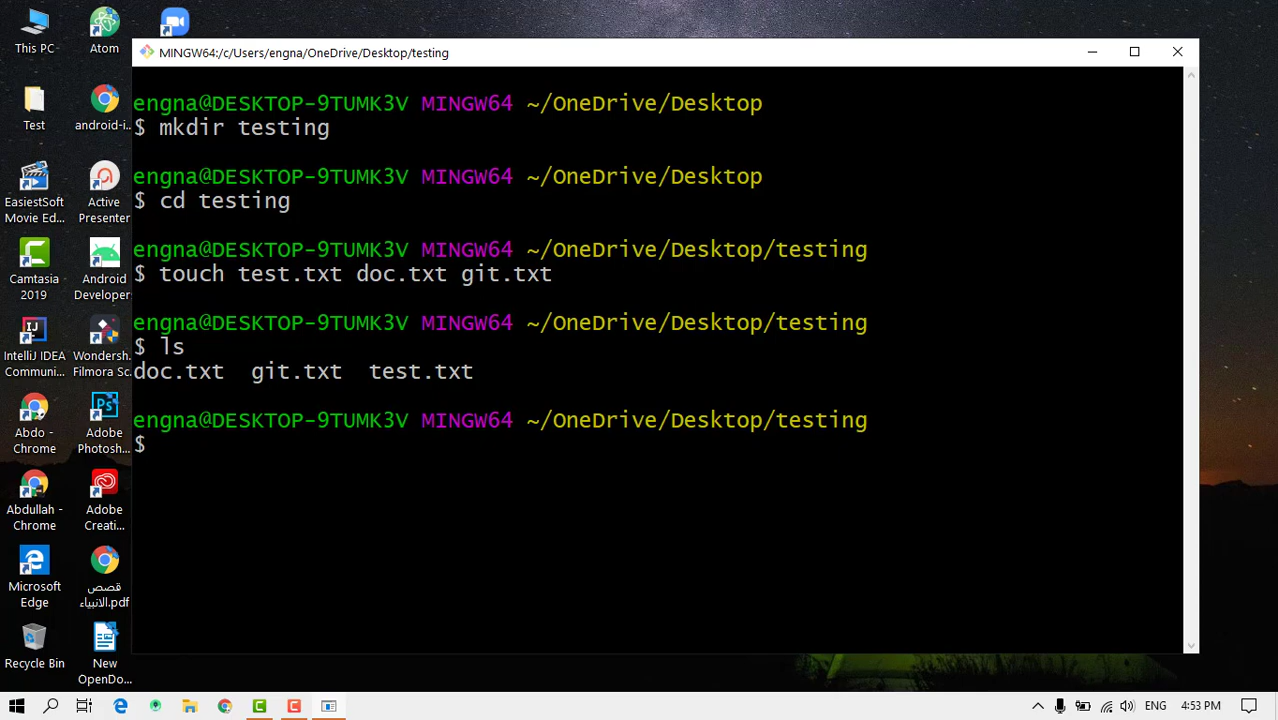 This PC
Atom
MINGW64:/c/Users/engna/OneDrive/Desktop/testing
engna@DESKTOP-9TUMK3V MINGW64 ~/OneDrive/Desktop
$ mkdir testing
engna@DESKTOP-9TUMK3V MINGW64 ~/OneDrive/Desktop
$ cd testing
engna@DESKTOP-9TUMK3V MINGW64 ~/OneDrive/Desktop/testing
$ touch test.txt doc.txt git.txt
engna@DESKTOP-9TUMK3V MINGW64 ~/OneDrive/Desktop/testing
$ ls
doc.txt  git.txt  test.txt
engna@DESKTOP-9TUMK3V MINGW64 ~/OneDrive/Desktop/testing
$
Test
android-i...
EasiestSoft
Movie Ed...
Active
Presenter
Camtasia
2019
Android
Developer...
IntelliJ IDEA
Communi...
Wondersh...
Filmora Sc...
Abdo -
Chrome
Ps
Adobe
Photosh...
Abdullah -
Chrome
Adobe
Creati...
Microsoft
Edge
قصص
الانبياء.pdf
Recycle Bin
New
OpenDo...
ENG
4:53 PM